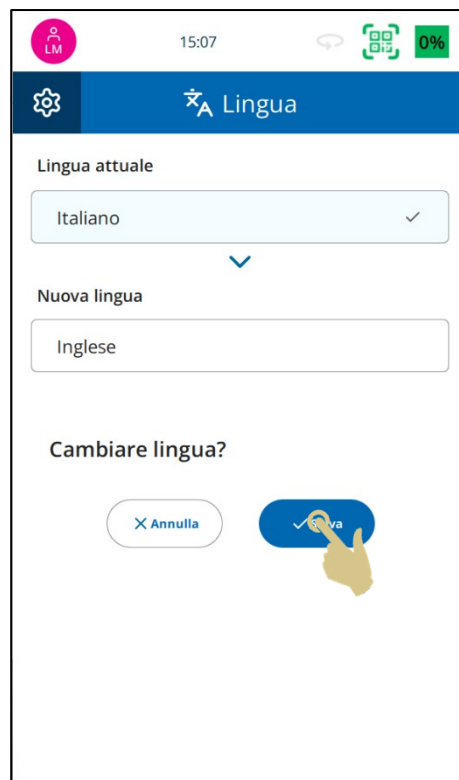 LM
15:07
0%
Lingua
Lingua attuale
Italiano
Nuova lingua
Inglese
Cambiare lingua?
Annulla